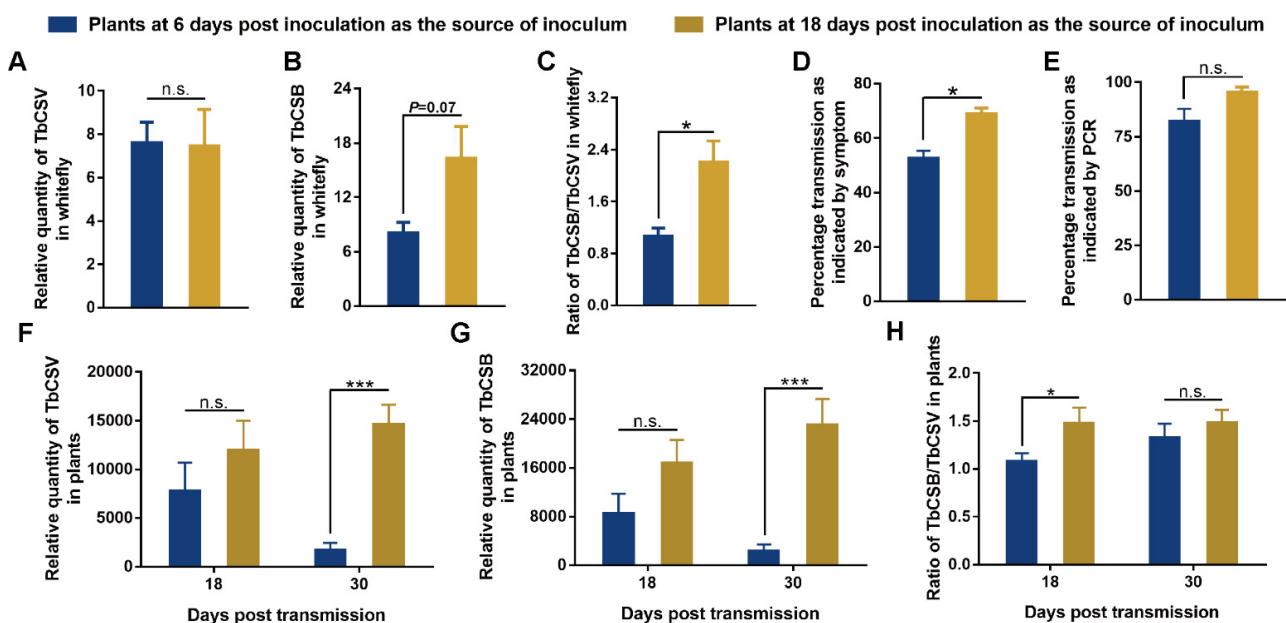 Plants at 6 days post inoculation as the source of inoculum
Plants at 18 days post inoculation as the source of inoculum
A
Relative quantity of TbCSV
in whitefly
10
8
6
4
2
0
n.s.
B
Relative quantity of TbCSB
in whitefly
24
18
12
6
0
P=0.07
C
Ratio of TbCSB/TbCSV in whitefly
3.2
2.4
1.6
0.8
0.0
*
D
Percentage transmission as
indicated by symptom
80
60
40
20
0
*
E
Percentage transmission as
indicated by PCR
100
75
50
25
0
n.s.
F
Relative quantity of TbCSV
in plants
20000
15000
10000
5000
0
n.s.
***
18
30
Days post transmission
G
Relative quantity of TbCSB
in plants
32000
24000
16000
8000
0
n.s.
***
18
30
Days post transmission
H
Ratio of TbCSB/TbCSV in plants
2.0
1.5
1.0
0.5
0.0
*
n.s.
18
30
Days post transmission